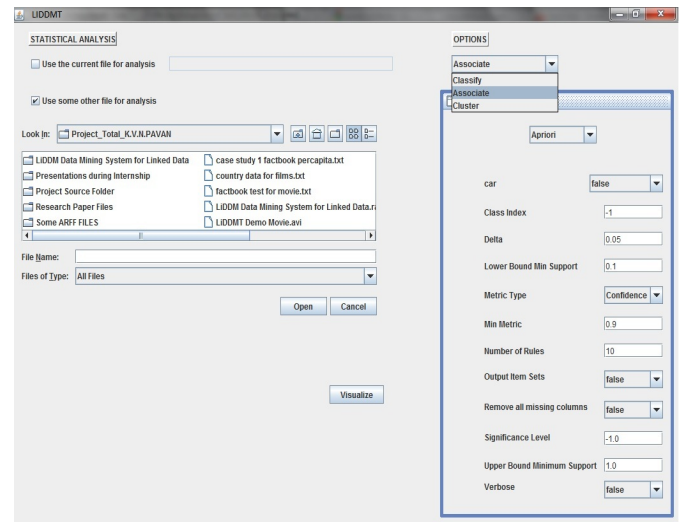 LIDDMT
STATISTICAL ANALYSIS
OPTIONS
Use the current file for analysis
Associate
Classify
Associate
Cluster
Use some other file for analysis
Look In: Project_Total_K.V.N.PAVAN
Apriori
LiDDM Data Mining System for Linked Data
case study 1 factbook percapita.txt
Presentations during Internship
country data for films.txt
Project Source Folder
factbook test for movie.txt
Research Paper Files
LiDDM Data Mining System for Linked Data.ra
Some ARFF FILES
LiDDMT Demo Movie.avi
File Name:
Files of Type: All Files
Open Cancel
Visualize
car false
Class Index -1
Delta 0.05
Lower Bound Min Support 0.1
Metric Type Confidence
Min Metric 0.9
Number of Rules 10
Output Item Sets false
Remove all missing columns false
Significance Level -1.0
Upper Bound Minimum Support 1.0
Verbose false